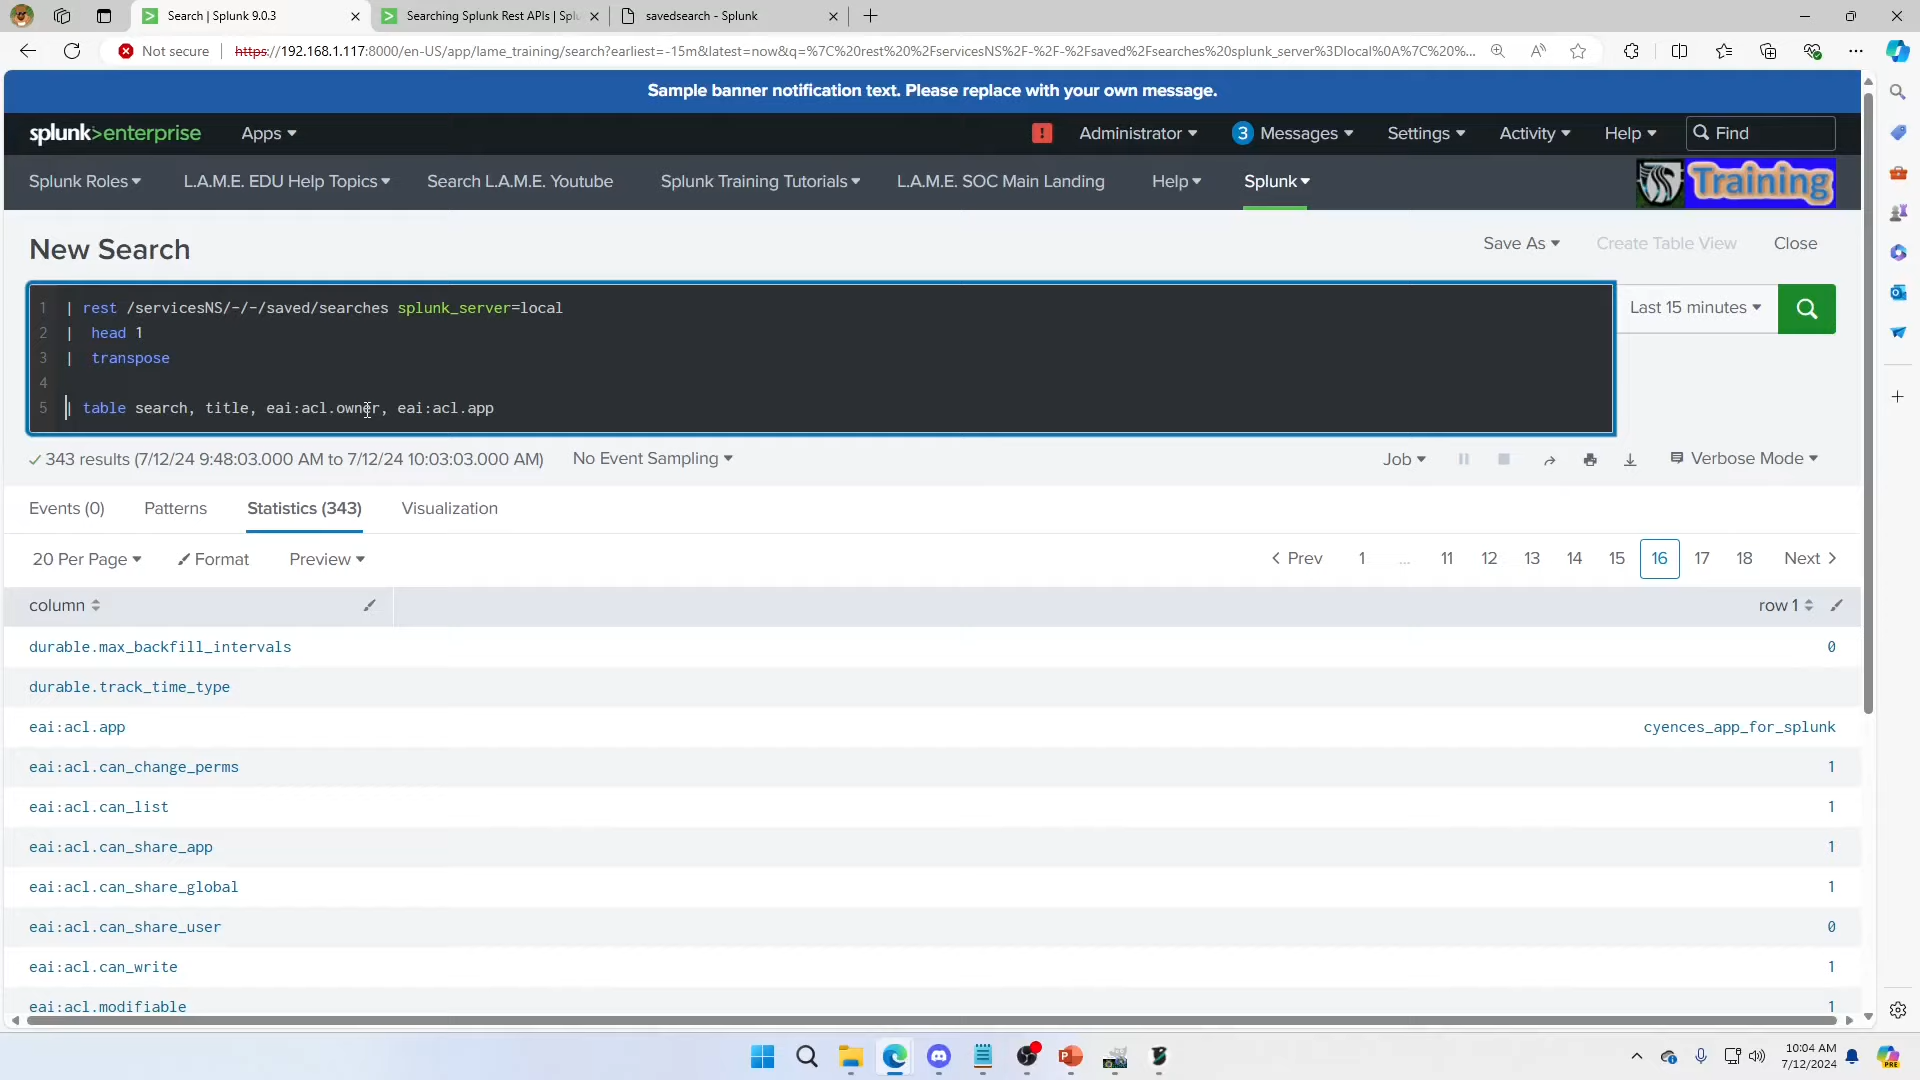 Search | Splunk 9.0.3
Searching Splunk Rest APIs | Splu
savedsearch - Splunk
Not secure
https://192.168.1.117:8000/en-US/app/lame_training/search?earliest=-15m&latest=now&q=%7C%20rest%20%2FservicesNS%2F-%2F-%2Fsaved%2Fsearches%20splunk_server%3Dlocal%0A%7C%20%...
Sample banner notification text. Please replace with your own message.
splunk>enterprise Apps ! Administrator 3 Messages Settings Activity Help Find
Splunk Roles L.A.M.E. EDU Help Topics Search L.A.M.E. Youtube Splunk Training Tutorials L.A.M.E. SOC Main Landing Help Splunk Training
New Search
Save As Create Table View Close
1 | rest /servicesNS/-/-/saved/searches splunk_server=local
Last 15 minutes
2 | head 1
3 | transpose
4
5 | table search, title, eai:acl.owner, eai:acl.app
343 results (7/12/24 9:48:03.000 AM to 7/12/24 10:03:03.000 AM) No Event Sampling Job Verbose Mode
Events (0) Patterns Statistics (343) Visualization
20 Per Page Format Preview < Prev 1 ... 11 12 13 14 15 16 17 18 Next >
column row 1
durable.max_backfill_intervals 0
durable.track_time_type
eai:acl.app cyences_app_for_splunk
eai:acl.can_change_perms 1
eai:acl.can_list 1
eai:acl.can_share_app 1
eai:acl.can_share_global 1
eai:acl.can_share_user 0
eai:acl.can_write 1
eai:acl.modifiable 1
10:04 AM
7/12/2024
PRE